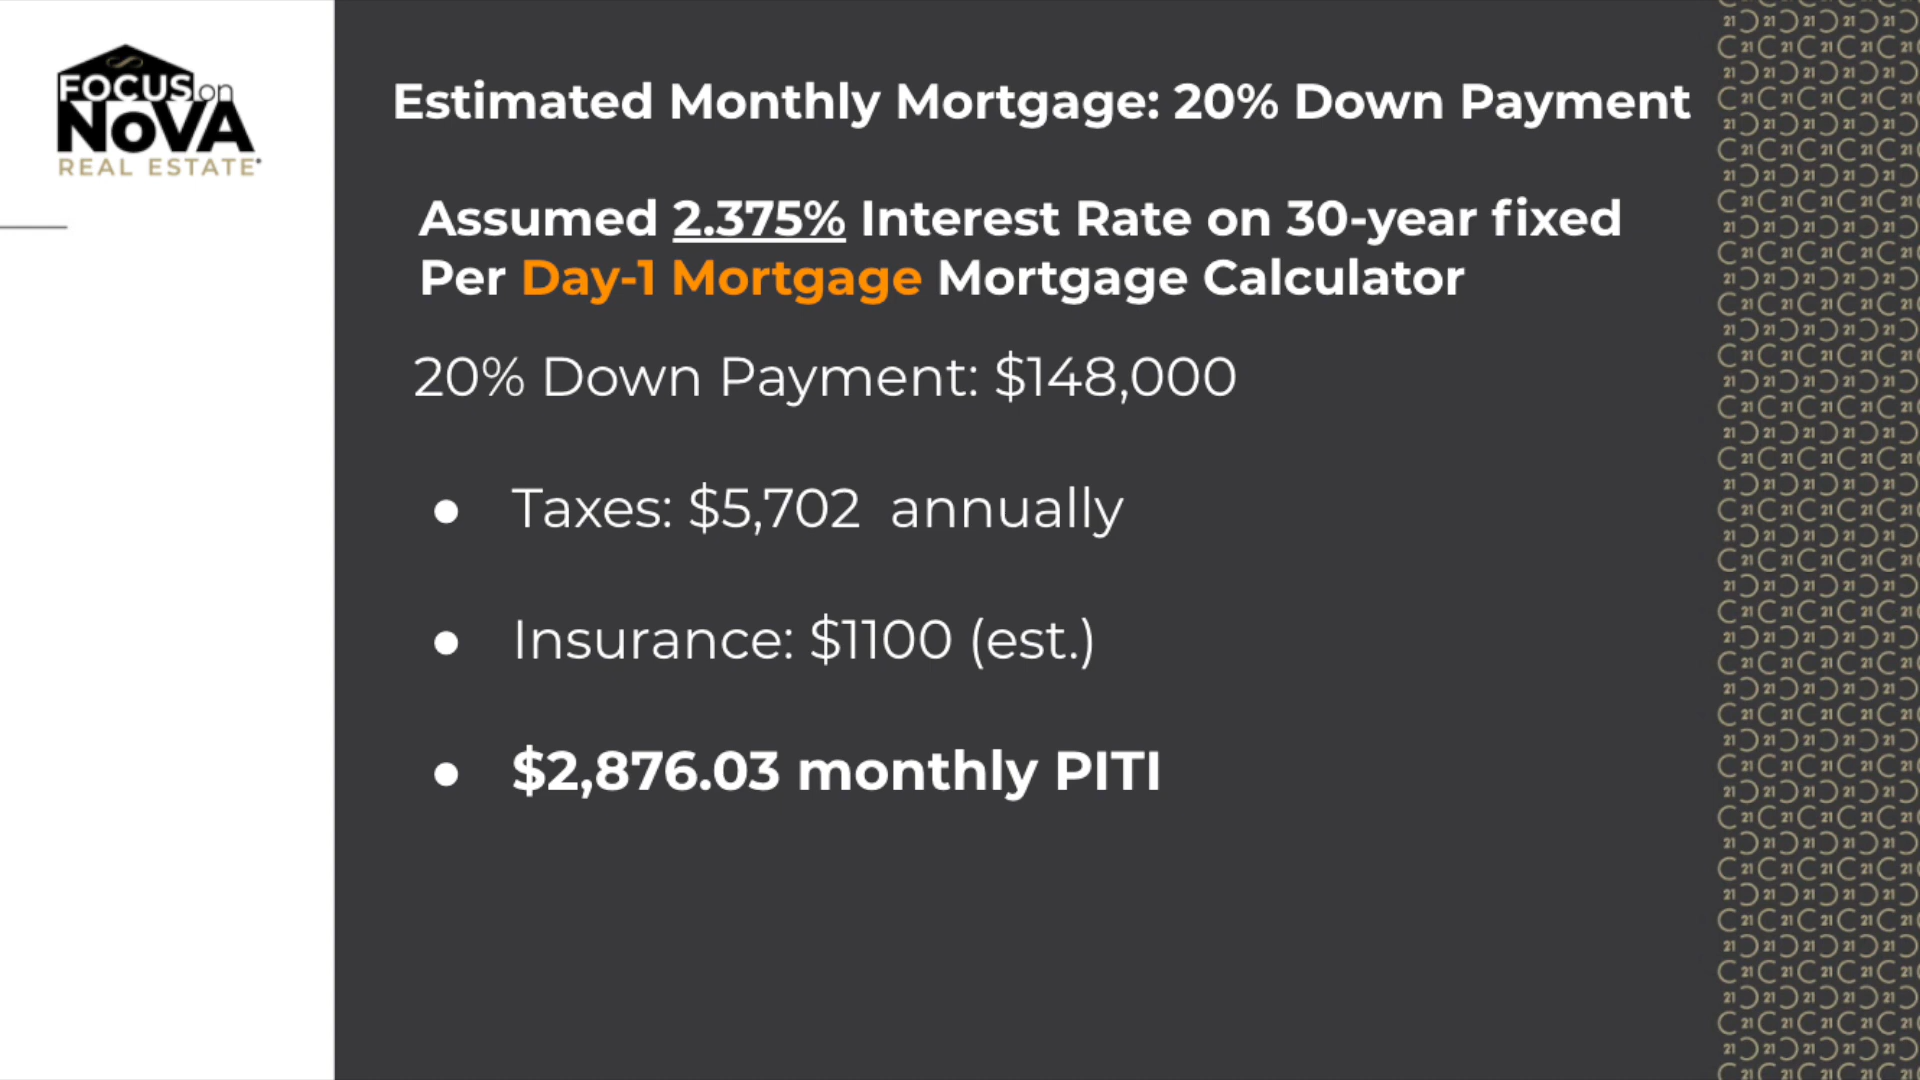 FOCUS on
NOVA
REAL ESTATE
Estimated Monthly Mortgage: 20% Down Payment
Assumed 2.375% Interest Rate on 30-year fixed
Per Day-1 Mortgage Mortgage Calculator
20% Down Payment: $148,000
● Taxes: $5,702 annually
● Insurance: $1100 (est.)
● $2,876.03 monthly PITI